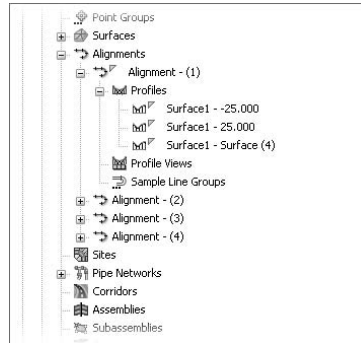 Point Groups
Surfaces
Alignments
Alignment - (1)
Profiles
Surface1 - -25.000
Surface1 - 25.000
Surface1 - Surface (4)
Profile Views
Sample Line Groups
Alignment - (2)
Alignment - (3)
Alignment - (4)
Sites
Pipe Networks
Corridors
Assemblies
Subassemblies